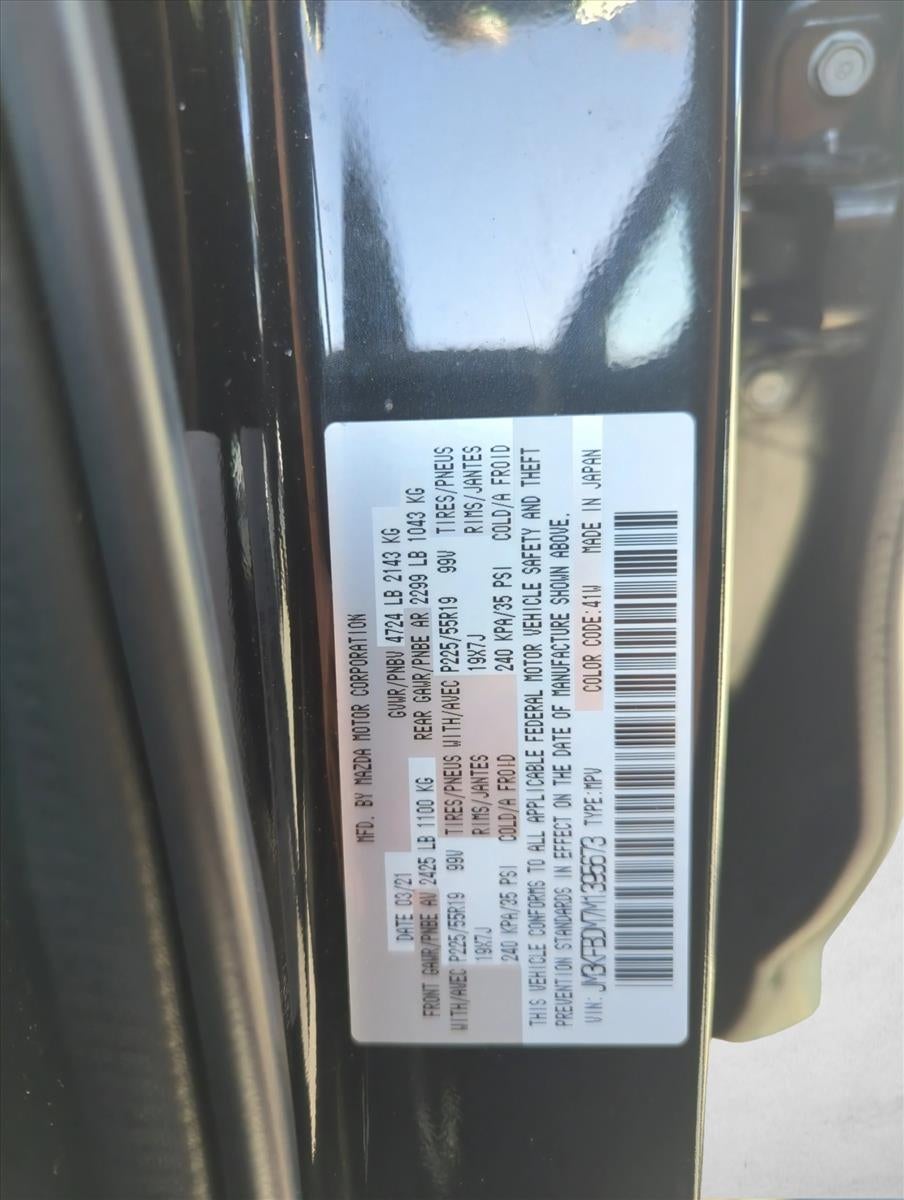 MFD. BY MAZDA MOTOR CORPORATION
DATE 03/21 GVWR/PNBV 4724 LB 2143 KG
FRONT GAWR/PNBE AV 2425 LB 1100 KG REAR GAWR/PNBE AR 2299 LB 1043 KG
WITH/AVEC P225/55R19 99V TIRES/PNEUS WITH/AVEC P225/55R19 99V TIRES/PNEUS
19X7J RIMS/JANTES 19X7J RIMS/JANTES
240 KPA/35 PSI COLD/A FROID 240 KPA/35 PSI COLD/A FROID
THIS VEHICLE CONFORMS TO ALL APPLICABLE FEDERAL MOTOR VEHICLE SAFETY AND THEFT
PREVENTION STANDARDS IN EFFECT ON THE DATE OF MANUFACTURE SHOWN ABOVE.
VIN: JM3KFBDM7M1395673 TYPE:MPV COLOR CODE:41W MADE IN JAPAN